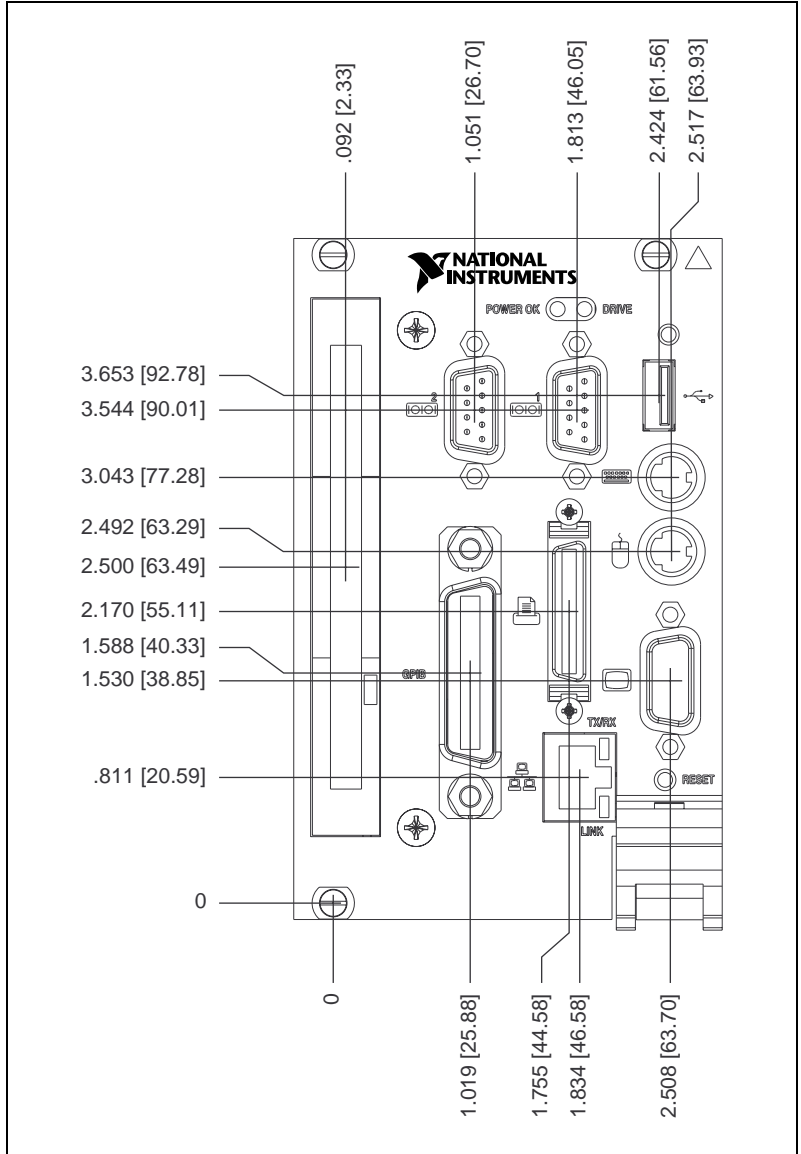 .092 [2.33]
1.051 [26.70]
1.813 [46.05]
2.424 [61.56]
2.517 [63.93]
NATIONAL
INSTRUMENTS
POWER OK
DRIVE
3.653 [92.78]
3.544 [90.01]
2
1
3.043 [77.28]
2.492 [63.29]
2.500 [63.49]
2.170 [55.11]
1.588 [40.33]
1.530 [38.85]
GPIB
TX/RX
.811 [20.59]
RESET
LINK
0
0
1.019 [25.88]
1.755 [44.58]
1.834 [46.58]
2.508 [63.70]